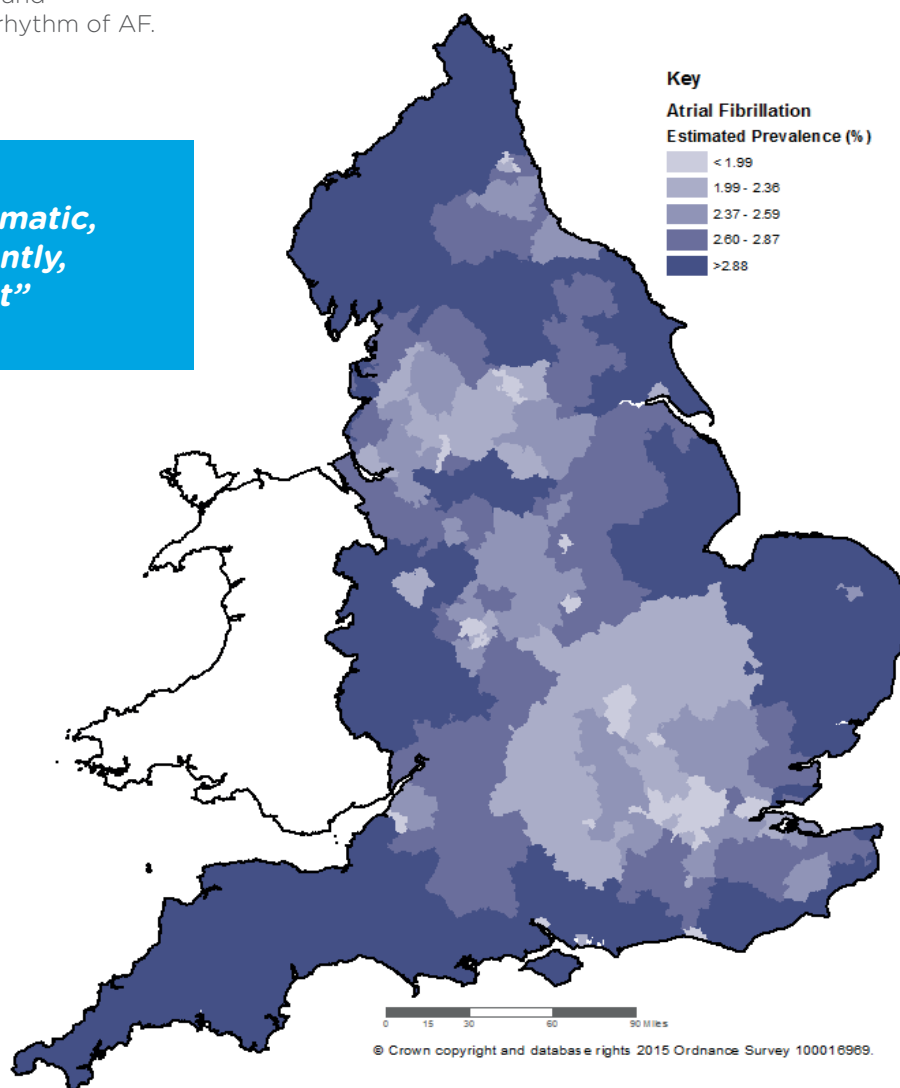 and
rhythm of AF.
matic,
ntly,
t”
Key
Atrial Fibrillation
Estimated Prevalence (%)
< 1.99
1.99 - 2.36
2.37 - 2.59
2.60 - 2.87
>2.88
0 15 30 60 90 Miles
© Crown copyright and database rights 2015 Ordnance Survey 100016969.